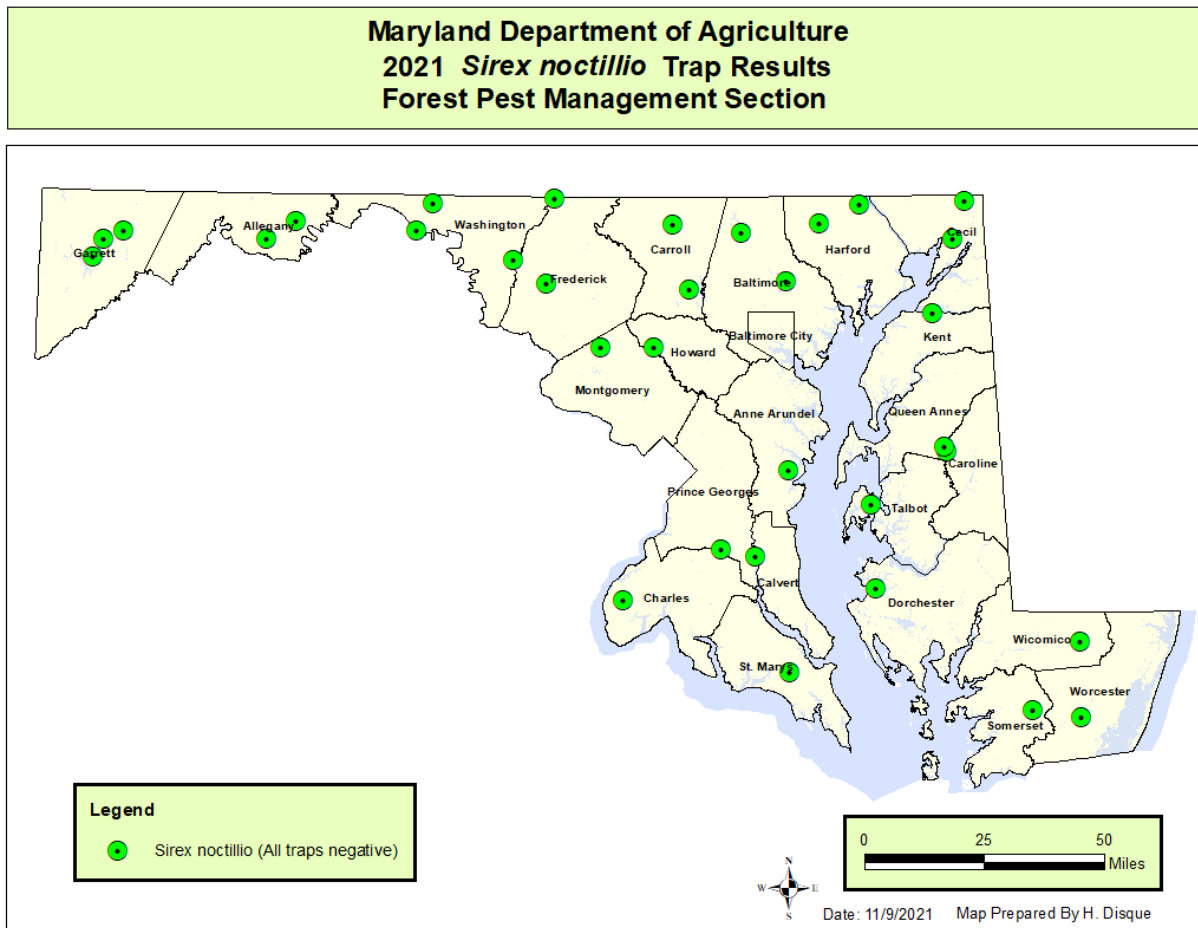 Maryland Department of Agriculture
2021 Sirex noctillio Trap Results
Forest Pest Management Section
Garrett
Allegany
Washington
Frederick
Carroll
Baltimore
Harford
Cecil
Baltimore City
Kent
Howard
Montgomery
Anne Arundel
Queen Annes
Caroline
Prince Georges
Talbot
Calvert
Charles
Dorchester
St. Marys
Wicomico
Worcester
Somerset
Legend
Sirex noctillio (All traps negative)
0 25 50
Miles
N
W E
S
Date: 11/9/2021 Map Prepared By H. Disque